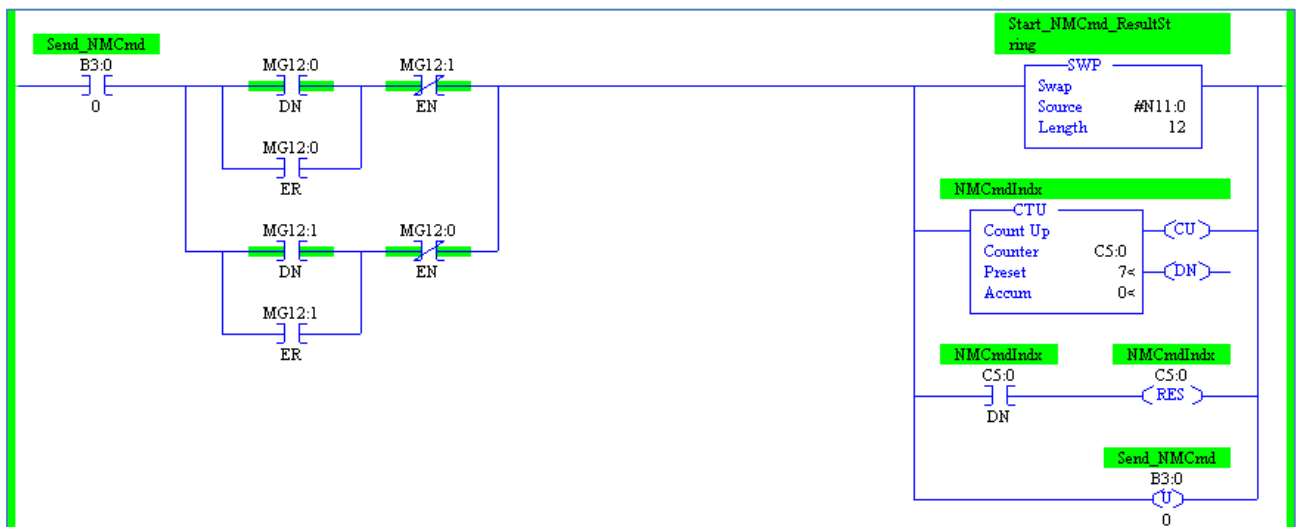 Send_NMCmd
B3:0
0
MG12:0
DN
MG12:1
EN
MG12:0
ER
MG12:1
DN
MG12:0
EN
MG12:1
ER
Start_NMCmd_ResultSt
ring
SWP
Swap
Source #N11:0
Length 12
NMCmdIndx
CTU
Count Up
Counter C5:0
Preset 7<
Accum 0<
CU
DN
NMCmdIndx
C5:0
DN
NMCmdIndx
C5:0
RES
Send_NMCmd
B3:0
U
0